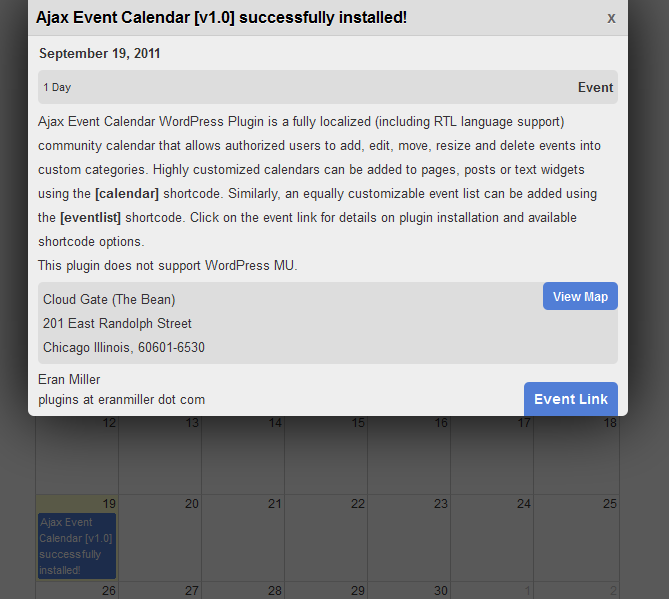 Ajax Event Calendar [v1.0] successfully installed!
x
September 19, 2011
1 Day
Event
Ajax Event Calendar WordPress Plugin is a fully localized (including RTL language support)
community calendar that allows authorized users to add, edit, move, resize and delete events into
custom categories. Highly customized calendars can be added to pages, posts or text widgets
using the [calendar] shortcode. Similarly, an equally customizable event list can be added using
the [eventlist] shortcode. Click on the event link for details on plugin installation and available
shortcode options.
This plugin does not support WordPress MU.
Cloud Gate (The Bean)
View Map
201 East Randolph Street
Chicago Illinois, 60601-6530
Eran Miller
plugins at eranmiller dot com
Event Link
12 13 14 15 16 17 18
19 20 21 22 23 24 25
Ajax Event
Calendar [v1.0]
successfully
installed!
26 27 28 29 30 1 2